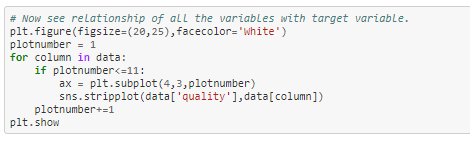 # Now see relationship of all the variables with target variable.
plt.figure(figsize=(20,25),facecolor='White')
plotnumber = 1
for column in data:
    if plotnumber<=11:
        ax = plt.subplot(4,3,plotnumber)
        sns.stripplot(data['quality'],data[column])
    plotnumber+=1
plt.show